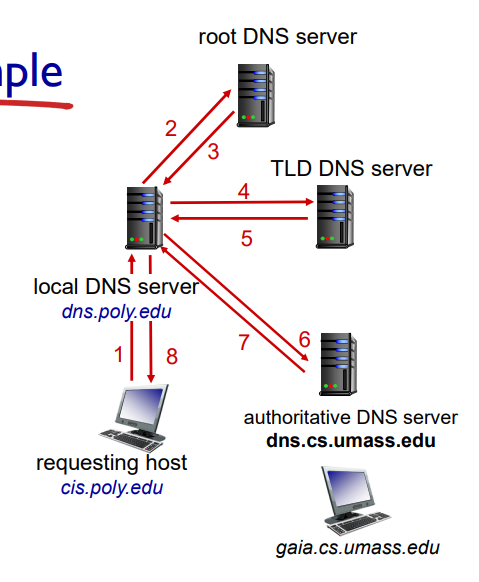 root DNS server
mple
2
3
TLD DNS server
4
5
local DNS server
dns.poly.edu
1
8
7
6
authoritative DNS server
dns.cs.umass.edu
requesting host
cis.poly.edu
gaia.cs.umass.edu